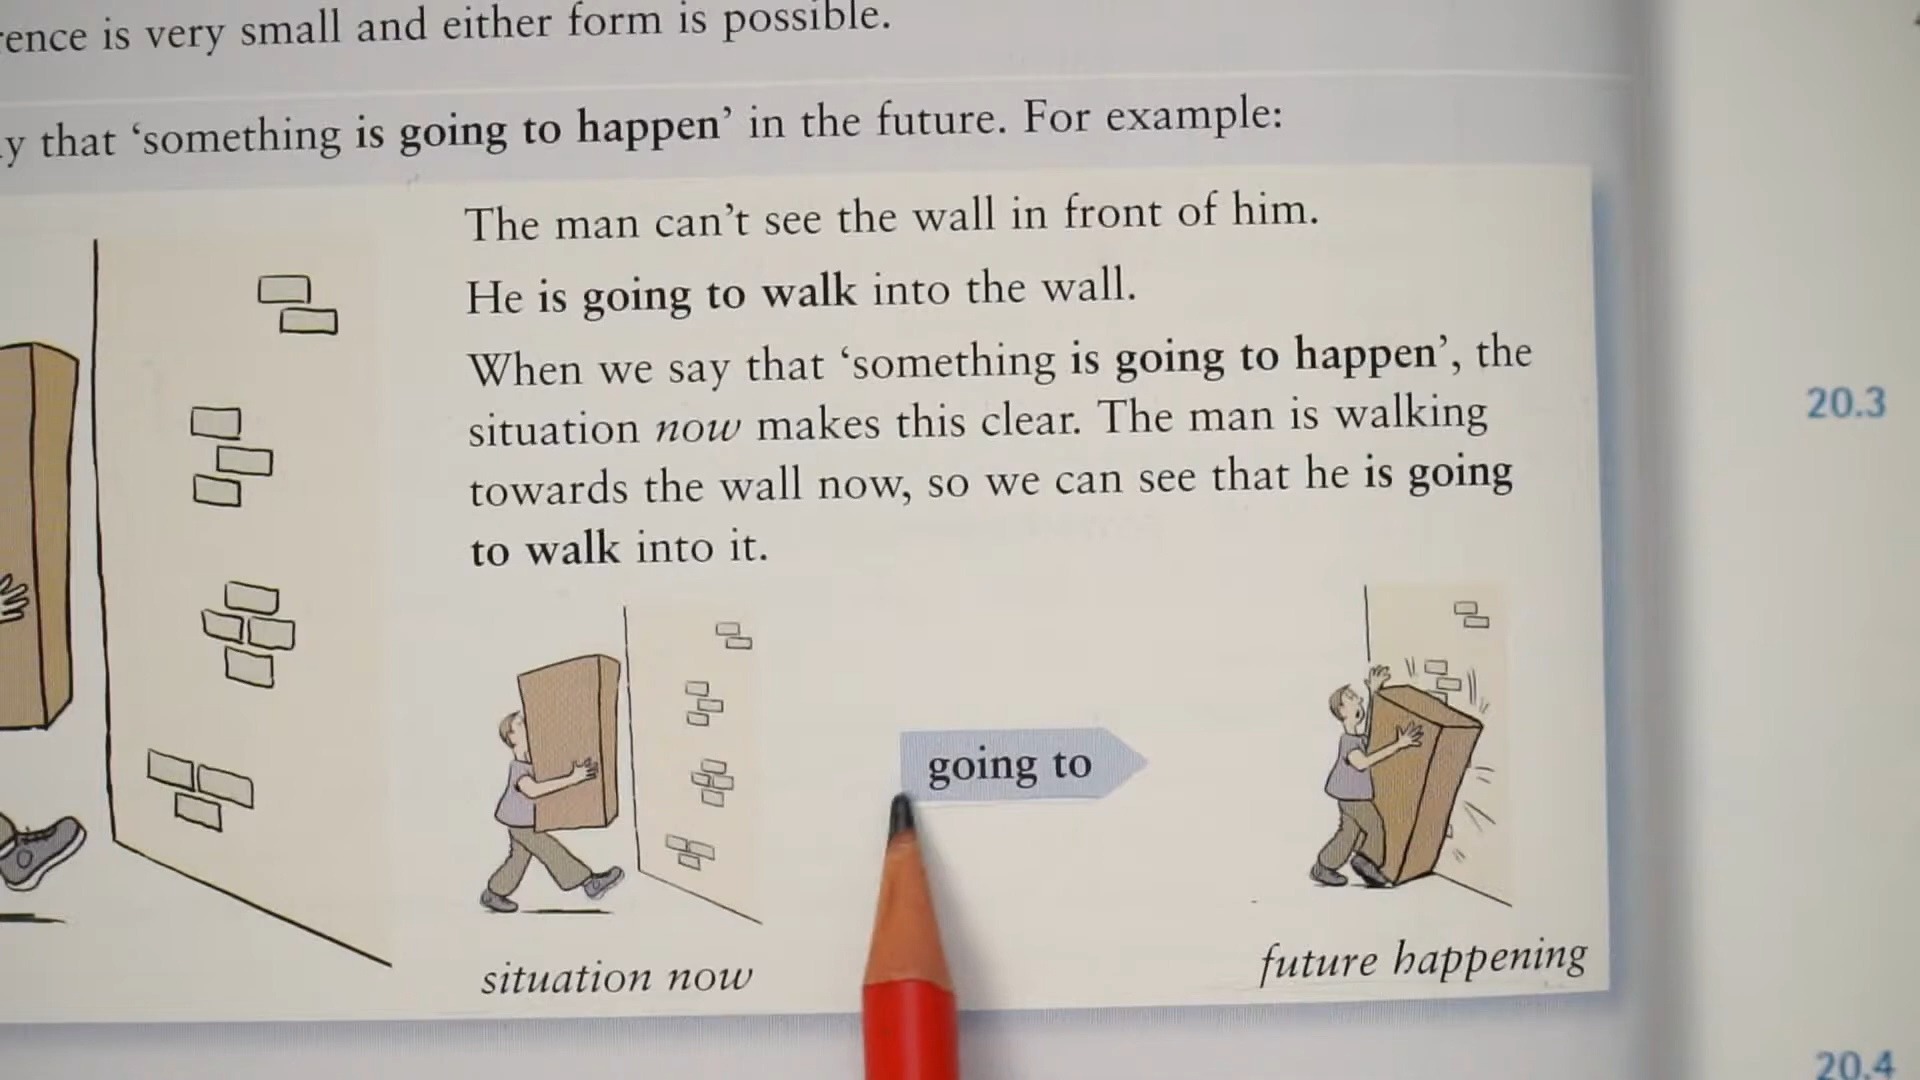 ence is very small and either form is possible.
y that ‘something is going to happen’ in the future. For example:
The man can’t see the wall in front of him.
He is going to walk into the wall.
When we say that ‘something is going to happen’, the
situation now makes this clear. The man is walking
towards the wall now, so we can see that he is going
to walk into it.
going to
situation now
future happening
20.3
20.4